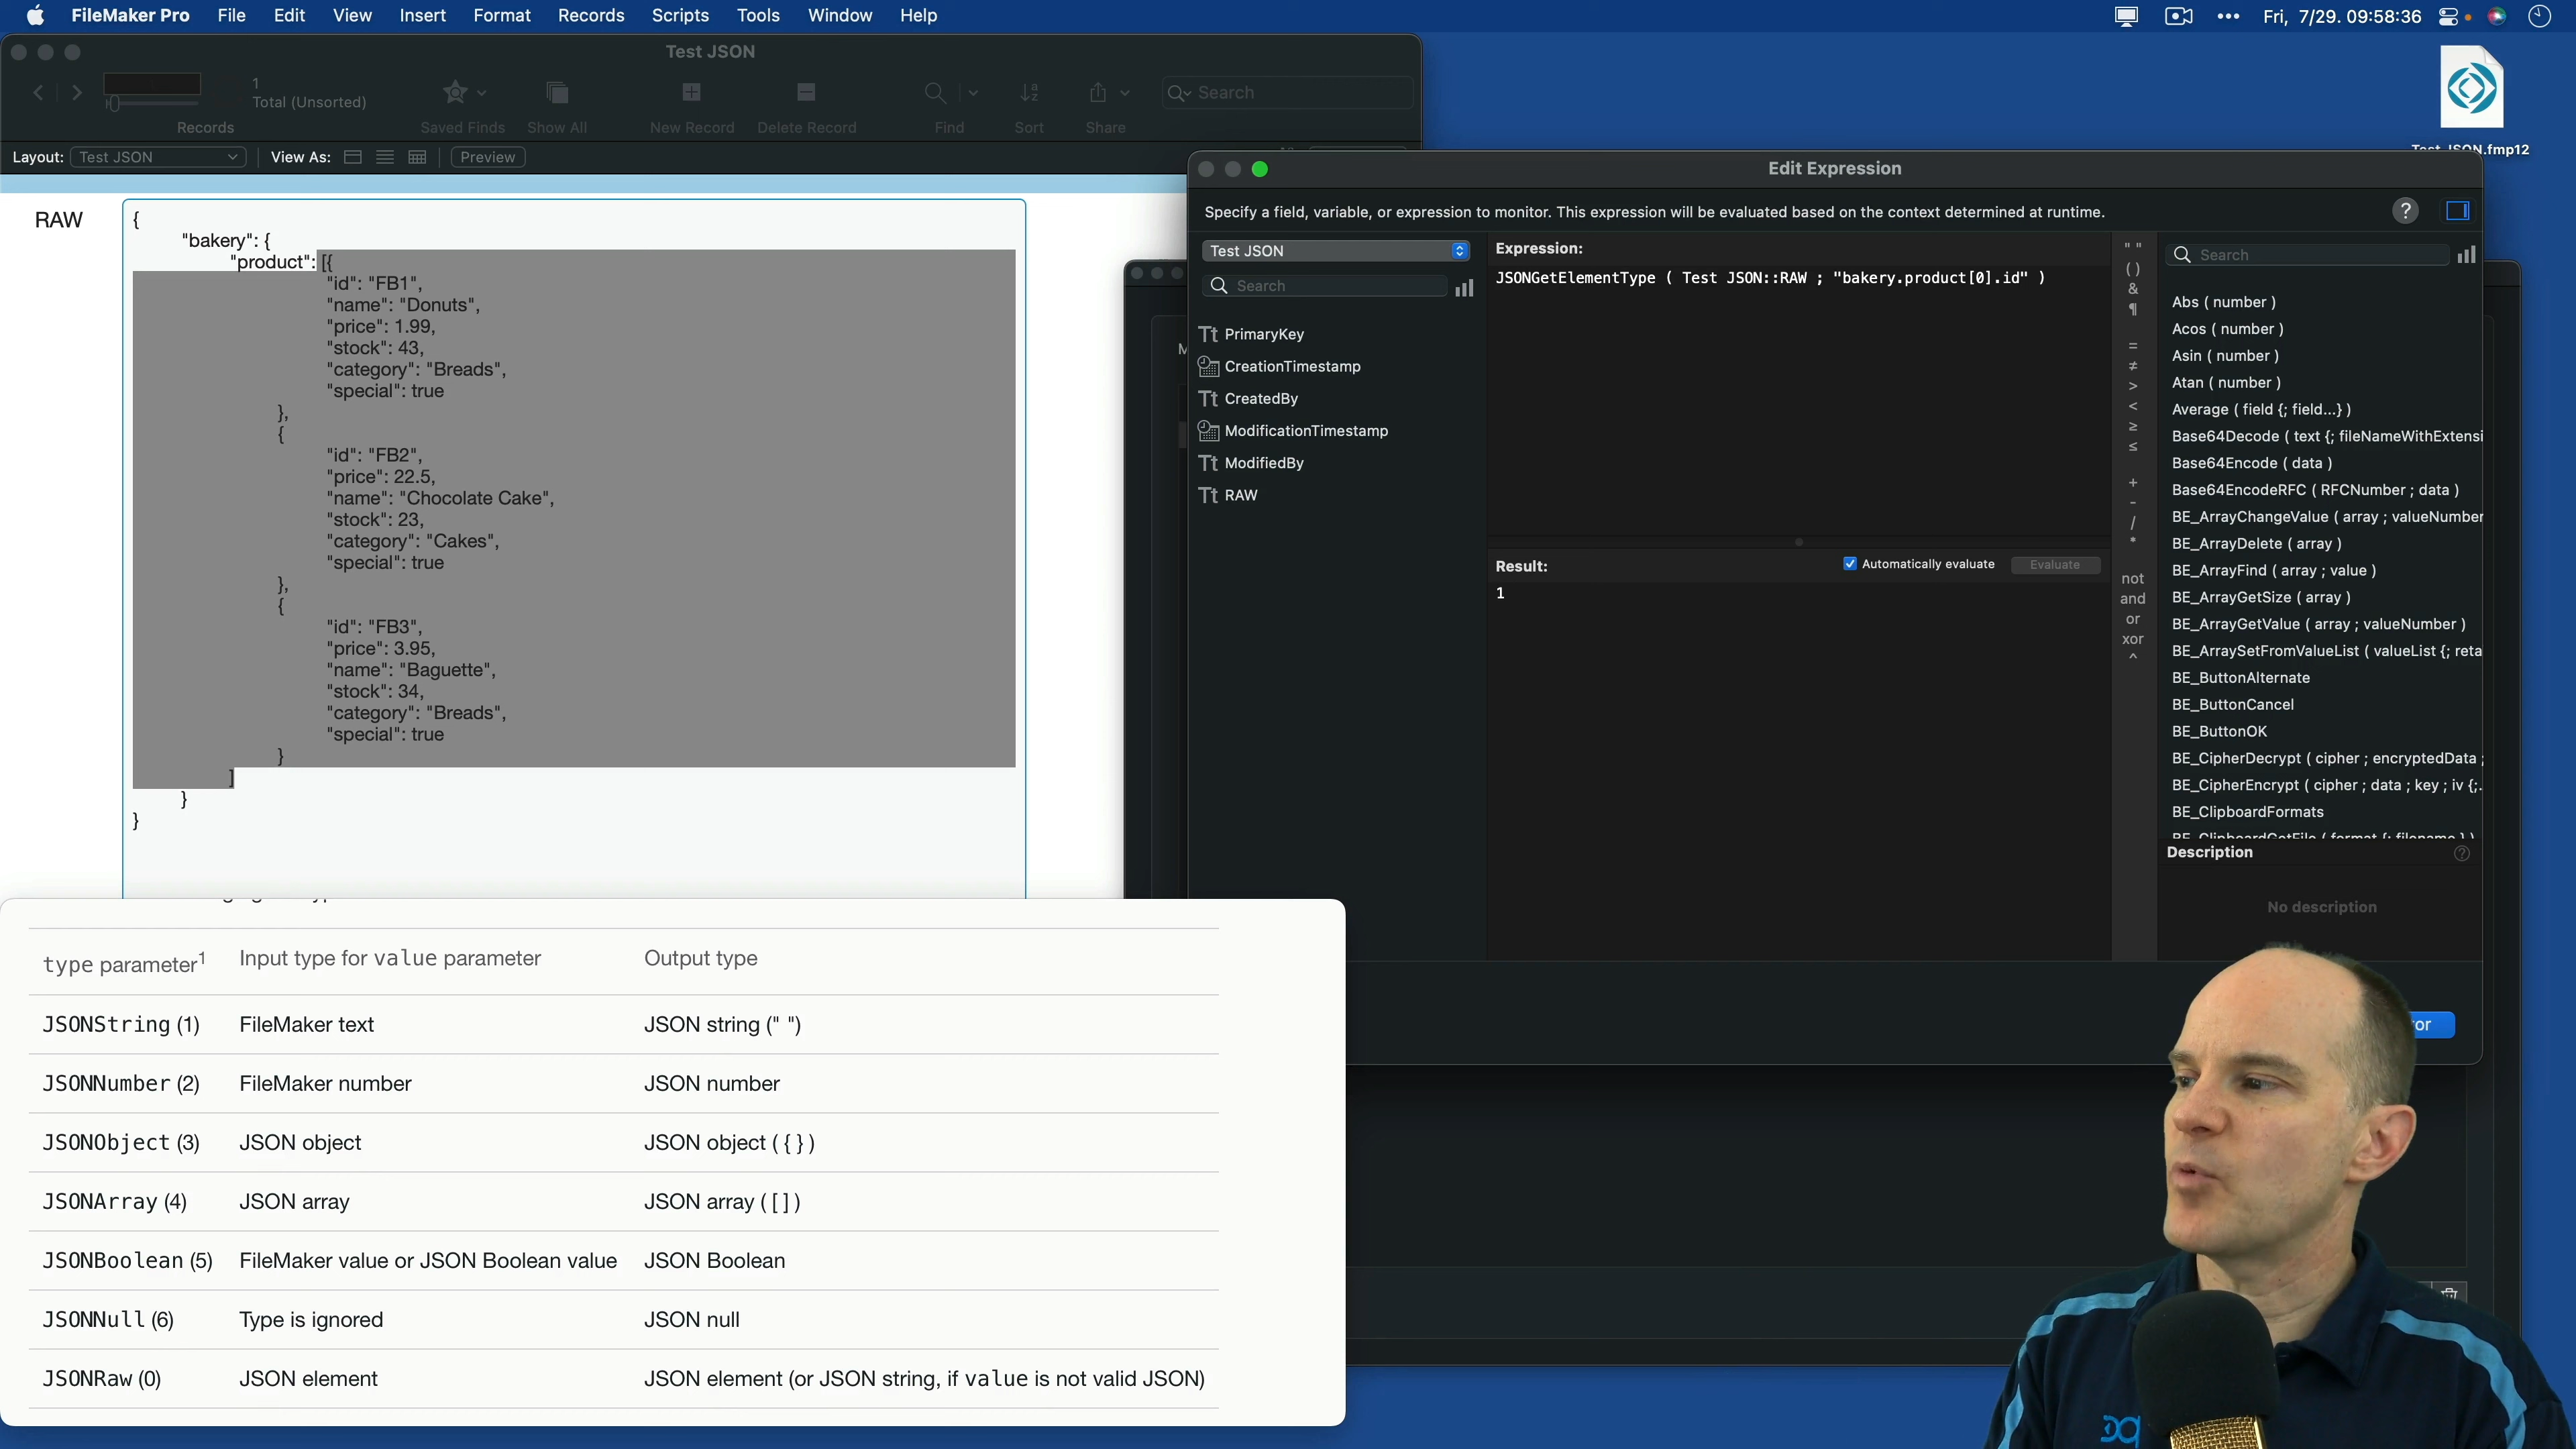 FileMaker Pro File Edit View Insert Format Records Scripts Tools Window Help Fri, 7/29. 09:58:36
Test JSON
1
Total (Unsorted)
Search
Records Saved Finds Show All New Record Delete Record Find Sort Share
Layout: Test JSON View As: Preview
Test JSON.fmp12
RAW
{
"bakery": {
"product": [{
"id": "FB1",
"name": "Donuts",
"price": 1.99,
"stock": 43,
"category": "Breads",
"special": true
},
{
"id": "FB2",
"price": 22.5,
"name": "Chocolate Cake",
"stock": 23,
"category": "Cakes",
"special": true
},
{
"id": "FB3",
"price": 3.95,
"name": "Baguette",
"stock": 34,
"category": "Breads",
"special": true
}
]
}
}
Edit Expression
Specify a field, variable, or expression to monitor. This expression will be evaluated based on the context determined at runtime.
?
Test JSON
Search
Tt PrimaryKey
CreationTimestamp
Tt CreatedBy
ModificationTimestamp
Tt ModifiedBy
Tt RAW
Expression:
JSONGetElementType ( Test JSON::RAW ; "bakery.product[0].id" )
Result:
Automatically evaluate
Evaluate
1
" "
( )
&
¶
=
≠
>
<
≥
≤
+
-
/
*
not
and
or
xor
^
Search
Abs ( number )
Acos ( number )
Asin ( number )
Atan ( number )
Average ( field {; field...} )
Base64Decode ( text {; fileNameWithExtensi
Base64Encode ( data )
Base64EncodeRFC ( RFCNumber ; data )
BE_ArrayChangeValue ( array ; valueNumber
BE_ArrayDelete ( array )
BE_ArrayFind ( array ; value )
BE_ArrayGetSize ( array )
BE_ArrayGetValue ( array ; valueNumber )
BE_ArraySetFromValueList ( valueList {; reta
BE_ButtonAlternate
BE_ButtonCancel
BE_ButtonOK
BE_CipherDecrypt ( cipher ; encryptedData ;
BE_CipherEncrypt ( cipher ; data ; key ; iv {;.
BE_ClipboardFormats
BE_ClipboardGetFile ( format {; filename } )
Description ?
No description
type parameter1 Input type for value parameter Output type
JSONString (1) FileMaker text JSON string (" ")
JSONNumber (2) FileMaker number JSON number
JSONObject (3) JSON object JSON object ( { } )
JSONArray (4) JSON array JSON array ( [ ] )
JSONBoolean (5) FileMaker value or JSON Boolean value JSON Boolean
JSONNull (6) Type is ignored JSON null
JSONRaw (0) JSON element JSON element (or JSON string, if value is not valid JSON)